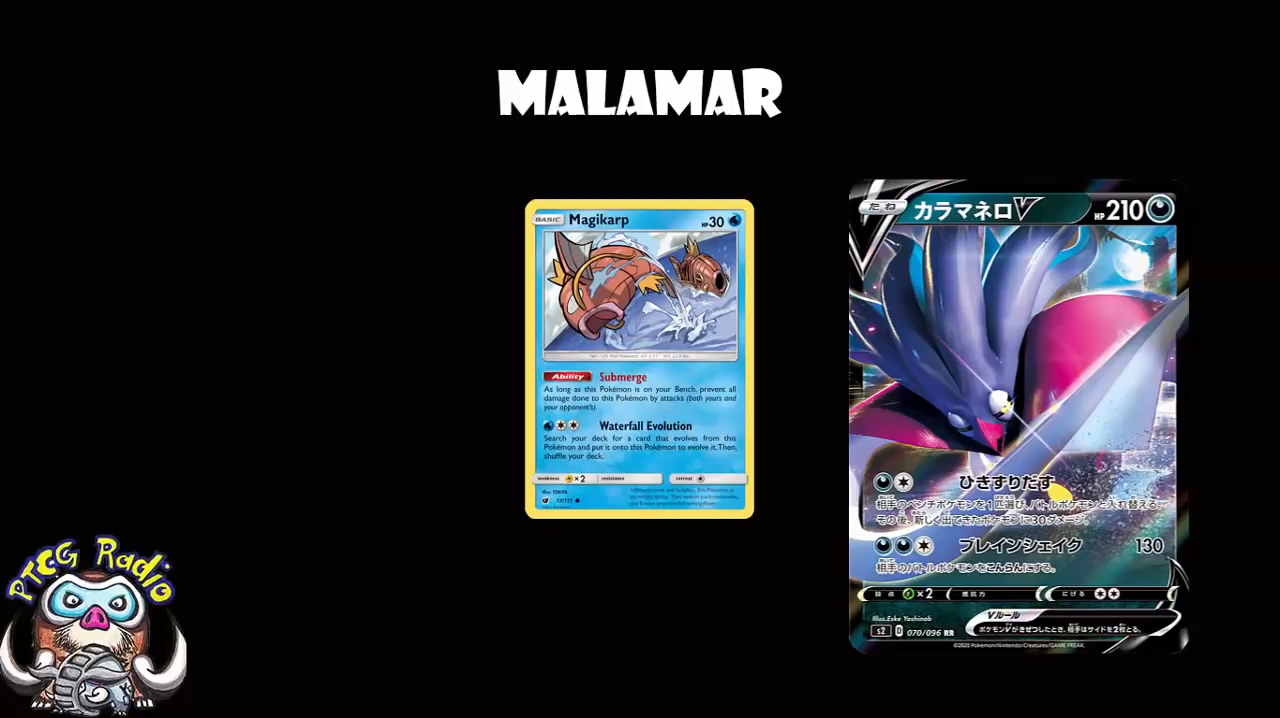 MALAMAR
BASIC Magikarp HP 30
Ability Submerge
As long as this Pokémon is on your Bench, prevent all
damage done to this Pokémon by attacks (both yours and
your opponent's).
Waterfall Evolution
Search your deck for a card that evolves from this
Pokémon and put it onto this Pokémon to evolve it. Then,
shuffle your deck.
weakness ×2 resistance retreat
たね カラマネロV HP 210
ひきずりだす
相手のベンチポケモンを1匹選び、バトルポケモンと入れ替える。
その後、新しく出てきたポケモンに30ダメージ。
ブレインシェイク 130
相手のバトルポケモンをこんらんにする。
弱点 ×2 抵抗力 にげる
Illus. Eske Yoshinob
Vルール
s2 D 070/096 RR
ポケモンVがきぜつしたとき、相手はサイドを2枚とる。
©2020 Pokémon/Nintendo/Creatures/GAME FREAK.
PTCG Radio